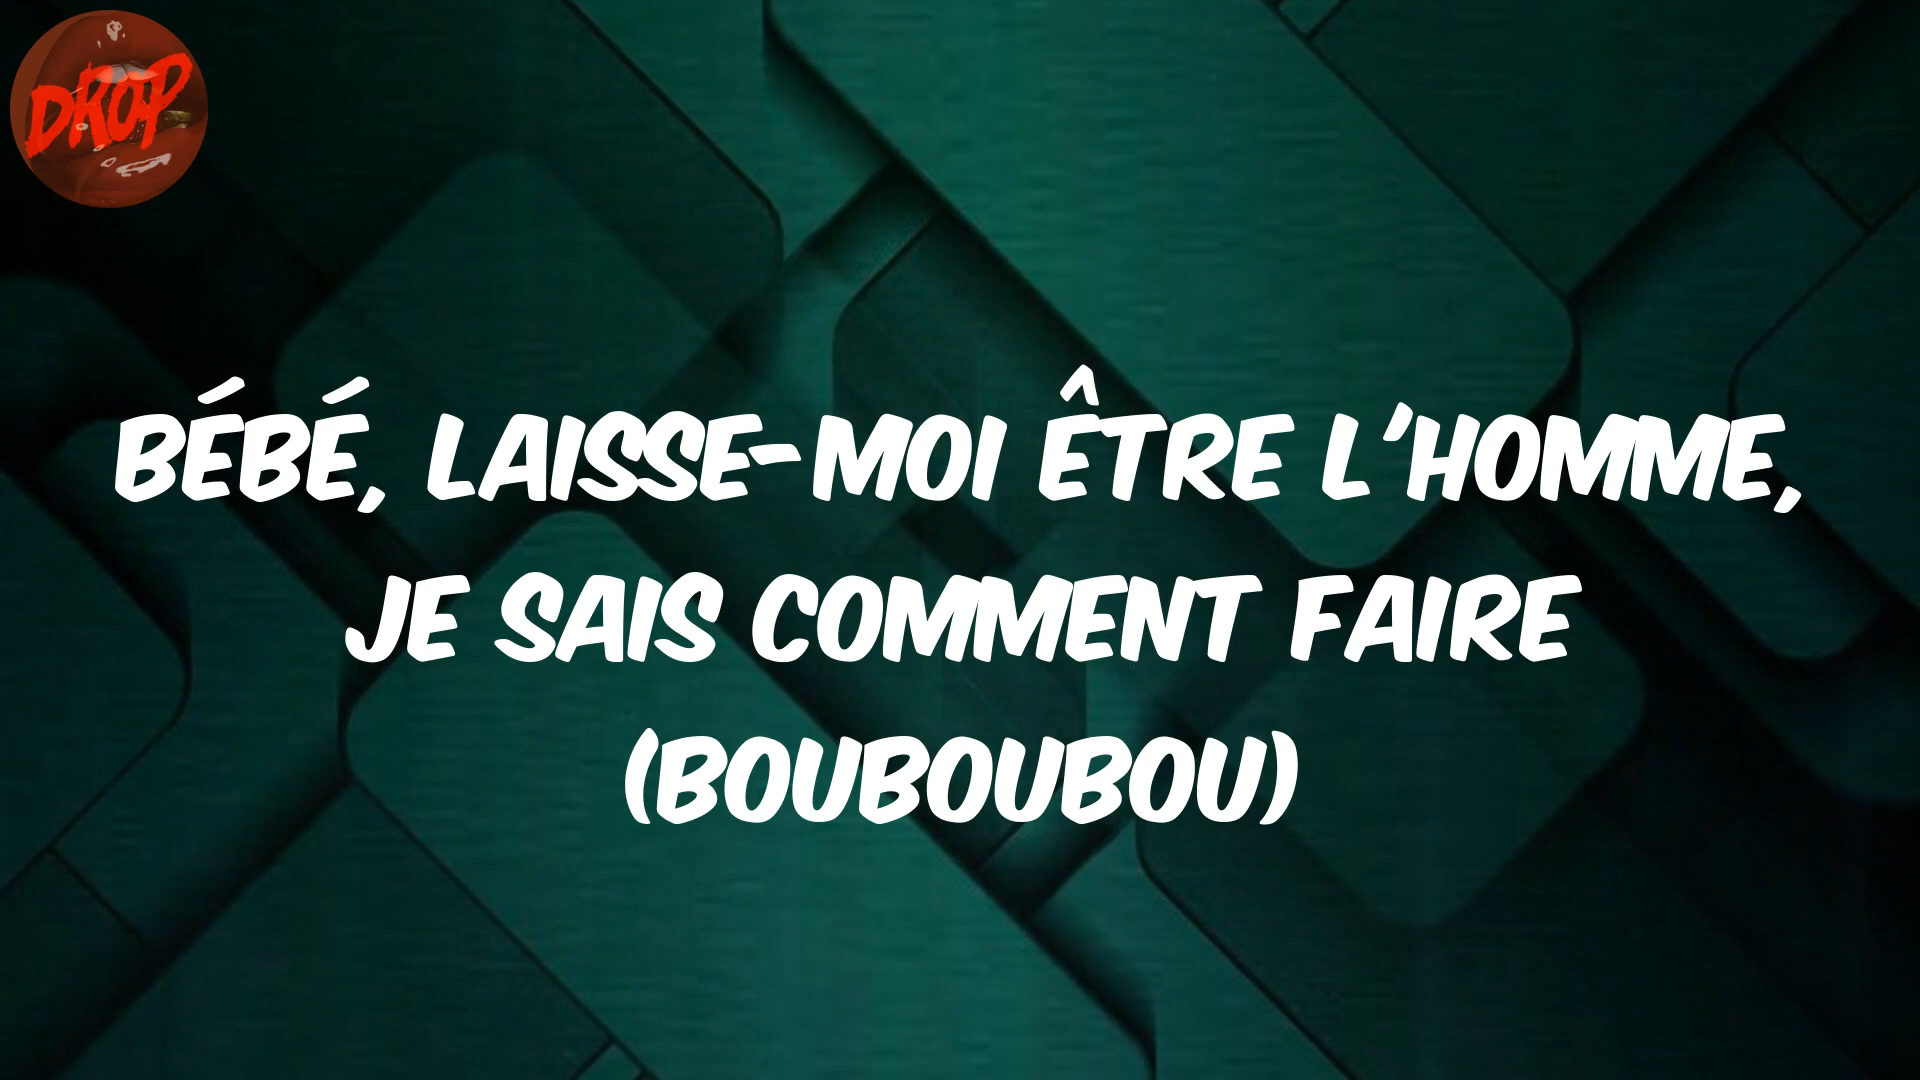 DROP
BÉBÉ, LAISSE-MOI ÊTRE L'HOMME,
JE SAIS COMMENT FAIRE
(BOUBOUBOU)